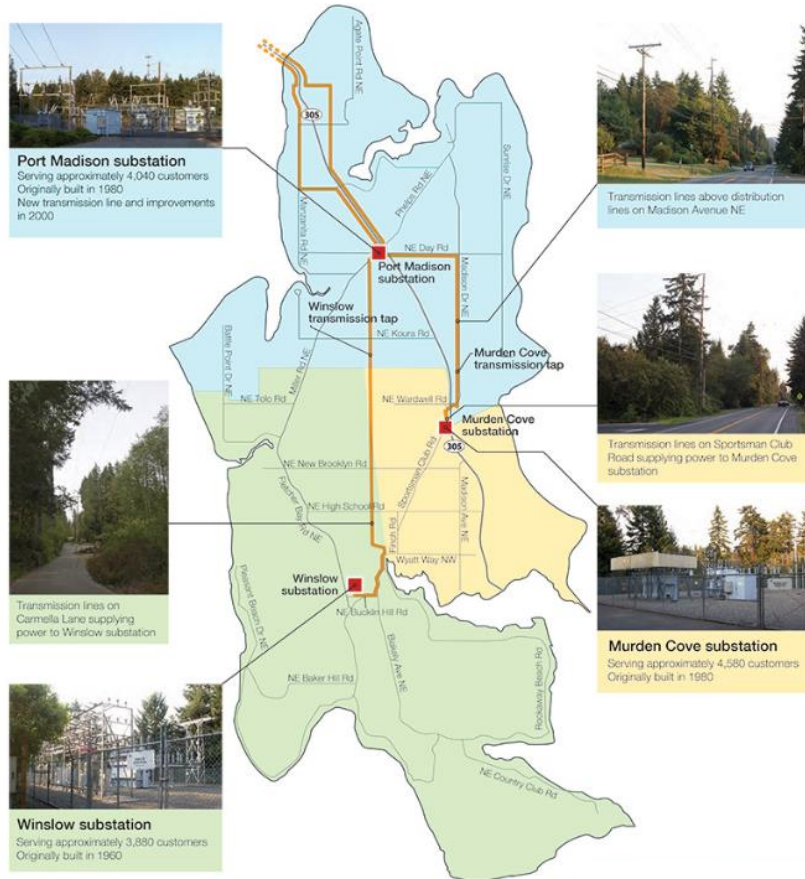 Port Madison substation
Serving approximately 4,040 customers
Originally built in 1980
New transmission line and improvements
in 2000
Transmission lines above distribution
lines on Madison Avenue NE
Agate Point Rd NE
305
Sunrise Dr NE
Phelps Rd NE
Manzanita Rd NE
NE Day Rd
Port Madison
substation
Madison Dr NE
Winslow
transmission tap
NE Koura Rd
Battle Point Dr NE
Miller Rd NE
Murden Cove
transmission tap
NE Tolo Rd
NE Wardwell Rd
Murden Cove
substation
305
Transmission lines on Sportsman Club
Road supplying power to Murden Cove
substation
NE New Brooklyn Rd
Sportsman Club Rd
Fletcher Bay Rd NE
Madison Ave NE
NE High School Rd
Finch Rd
Wyatt Way NW
Winslow
substation
NE Bucklin Hill Rd
Transmission lines on
Carmella Lane supplying
power to Winslow substation
Pleasant Beach Dr NE
Murden Cove substation
Serving approximately 4,580 customers
Originally built in 1980
NE Baker Hill Rd
Rockaway Beach Rd
NE Country Club Rd
Winslow substation
Serving approximately 3,880 customers
Originally built in 1960